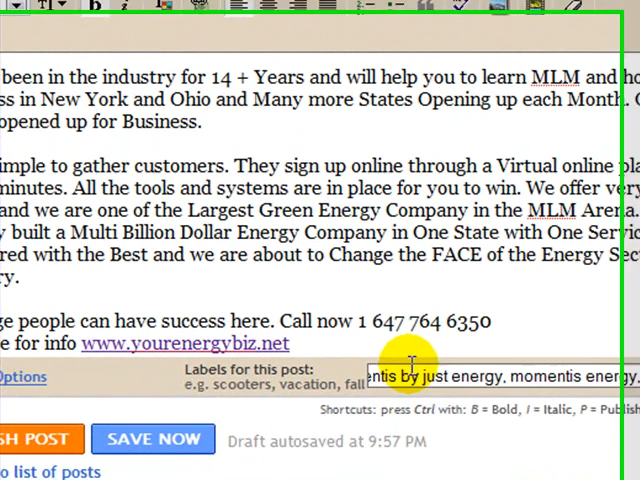 been in the industry for 14 + Years and will help you to learn MLM and
ss in New York and Ohio and Many more States Opening up each Month.
opened up for Business.
imple to gather customers. They sign up online through a Virtual online
minutes. All the tools and systems are in place for you to win. We offer very
and we are one of the Largest Green Energy Company in the MLM Arena.
y built a Multi Billion Dollar Energy Company in One State with One
red with the Best and we are about to Change the FACE of the Energy
ry.
ge people can have success here. Call now 1 647 764 6350
e for info www.yourenergybiz.net
Options
Labels for this post:
e.g. scooters, vacation, fall
entis by just energy, momentis energy,
Shortcuts: press Ctrl with: B = Bold, I = Italic, P = Publish
SH POST
SAVE NOW
Draft autosaved at 9:57 PM
o list of posts